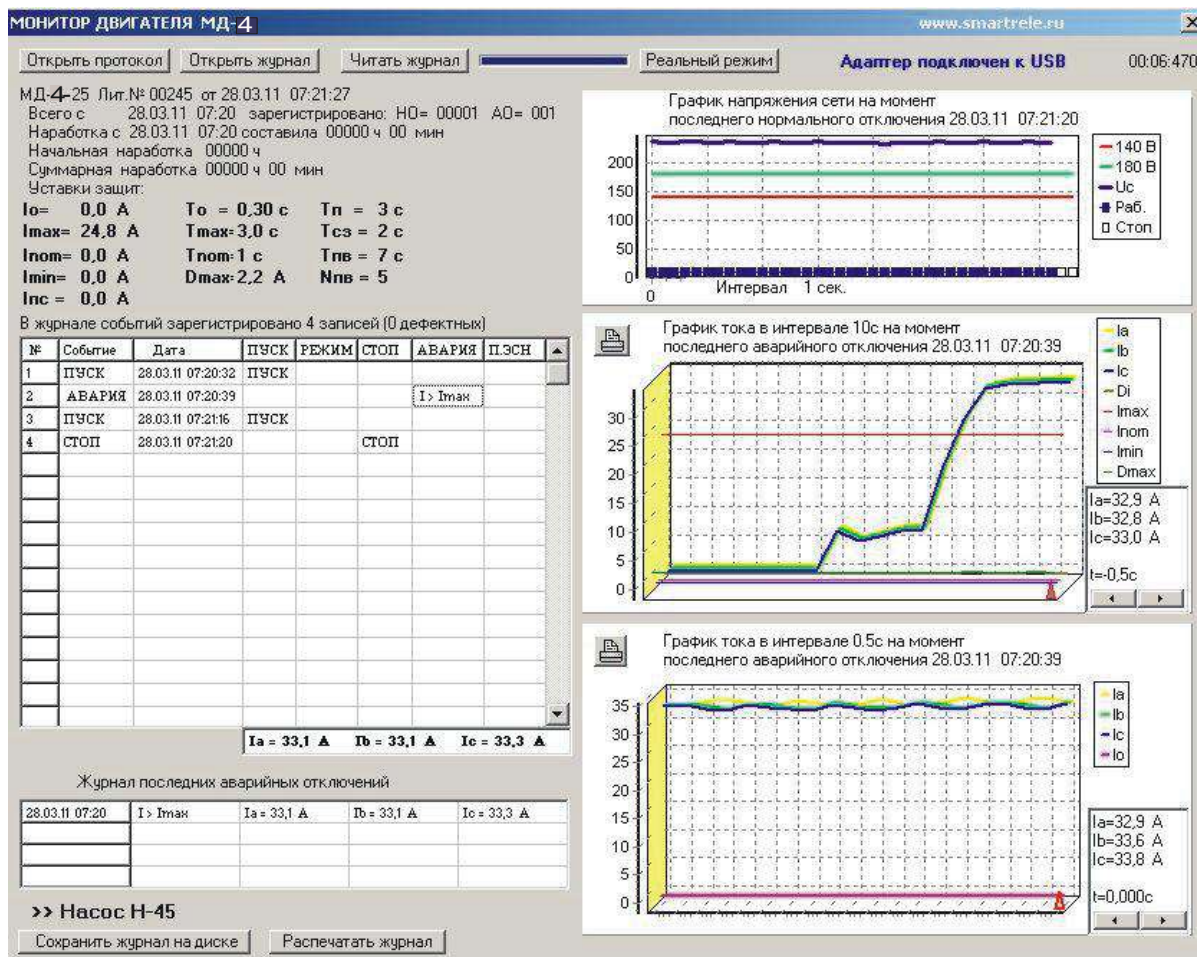 МОНИТОР ДВИГАТЕЛЯ МД-4 www.smartrele.ru
Открыть протокол Открыть журнал Читать журнал Реальный режим Адаптер подключен к USB 00:06:470
МД-4-25 Лит.№ 00245 от 28.03.11 07:21:27
Всего с 28.03.11 07:20 зарегистрировано: НО= 00001 АО= 001
Наработка с 28.03.11 07:20 составила 00000 ч 00 мин
Начальная наработка 00000 ч
Суммарная наработка 00000 ч 00 мин
Уставки защит:
Io= 0,0 А To = 0,30 с Тп = 3 с
Imax= 24,8 А Tmax=3,0 с Тсз = 2 с
Inom= 0,0 А Tnom=1 с Тпв = 7 с
Imin= 0,0 А Dmax=2,2 А Nпв = 5
Iпс = 0,0 А
В журнале событий зарегистрировано 4 записей (0 дефектных)
№ Событие Дата ПУСК РЕЖИМ СТОП АВАРИЯ П.ЭСН
1 ПУСК 28.03.11 07:20:32 ПУСК
2 АВАРИЯ 28.03.11 07:20:39 I > Imax
3 ПУСК 28.03.11 07:21:16 ПУСК
4 СТОП 28.03.11 07:21:20 СТОП
Ia = 33,1 А Ib = 33,1 А Ic = 33,3 А
Журнал последних аварийных отключений
28.03.11 07:20 I > Imax Ia = 33,1 А Ib = 33,1 А Ic = 33,3 А
>> Насос Н-45
Сохранить журнал на диске Распечатать журнал
График напряжения сети на момент
последнего нормального отключения 28.03.11 07:21:20
200
150
100
50
0
0
Интервал 1 сек.
140 В
180 В
Uc
Раб.
Стоп
График тока в интервале 10с на момент
последнего аварийного отключения 28.03.11 07:20:39
30
25
20
15
10
5
0
Ia
Ib
Ic
Di
Imax
Inom
Imin
Dmax
Ia=32,9 А
Ib=32,8 А
Ic=33,0 А
t=-0,5с
График тока в интервале 0.5с на момент
последнего аварийного отключения 28.03.11 07:20:39
35
30
25
20
15
10
5
0
Ia
Ib
Ic
Io
Ia=32,9 А
Ib=33,6 А
Ic=33,8 А
t=0,000с